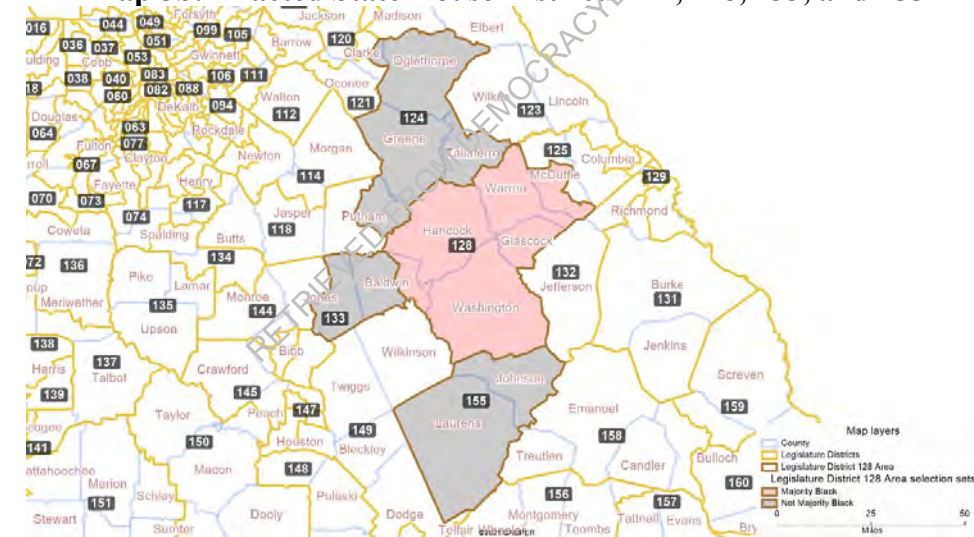 Jackson Madison
Forsyth
Elbert
016 044 049 099 105 Barrow 120 Clarke
036 037 051 Oglethorpe
Cobb 053 Gwinnett
038 040 083 106 111 Oconee Wilkes Lincoln
060 082 088 Walton 121 123
DeKalb 094 112 124
Douglas
064 063 Rockdale Greene
Fulton 077 Morgan Taliaferro 125 Columbia
067 Clayton Newton McDuffie
Fayette Henry 114 Warren 129
070 073 117 Jasper Putnam Richmond
074 118
Coweta Spalding Butts Hancock 128 Glascock
136 134 132
Pike Lamar Baldwin Jefferson Burke
Meriwether 135 Monroe 144 Jones Washington 131
Upson 133
138 Bibb Wilkinson Jenkins
Harris 137 Crawford Screven
Talbot 145 Twiggs Johnson
139 Peach 147 155 159
Taylor 149 Laurens Emanuel
141 150 Houston Bleckley 158
148 Treutlen Bulloch
Macon Candler 160
Marion Pulaski 156 157
151 Schley Dooly Dodge Montgomery Tattnall Evans
Stewart Sumter Telfair Wheeler Toombs
Map layers
County
Legislature Districts
Legislature District 128 Area
Legislature District 128 Area selection sets
Majority Black
Not Majority Black
0 25 50
Miles